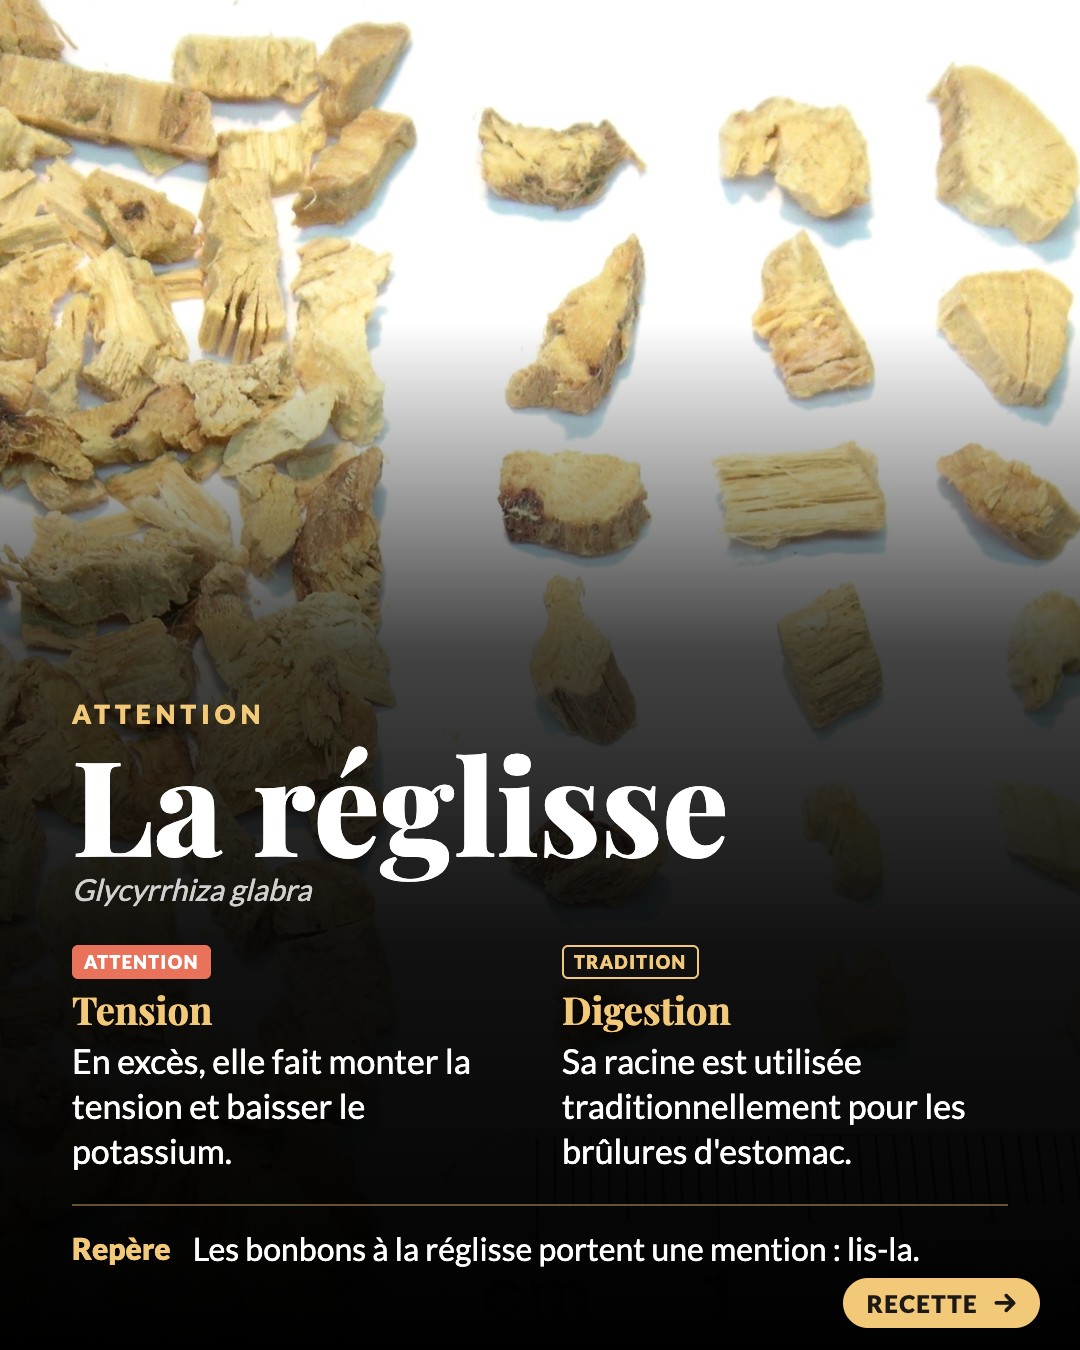 ATTENTION
La réglisse
Glycyrrhiza glabra
ATTENTION
Tension
En excès, elle fait monter la
tension et baisser le
potassium.
TRADITION
Digestion
Sa racine est utilisée
traditionnellement pour les
brûlures d'estomac.
Repère Les bonbons à la réglisse portent une mention : lis-la.
RECETTE →